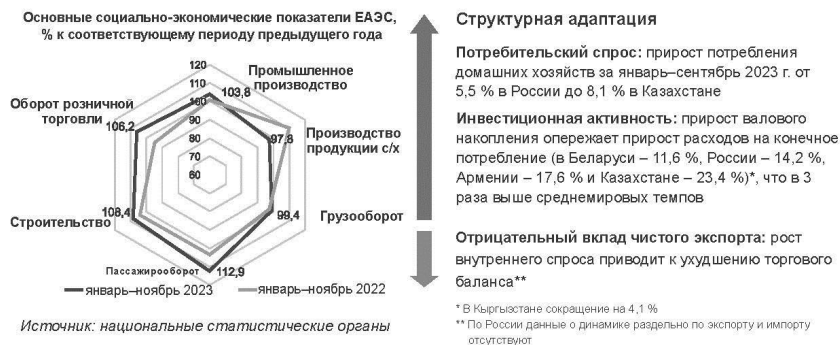 Основные социально-экономические показатели ЕАЭС,
% к соответствующему периоду предыдущего года
120
110
100
90
80
70
60
Промышленное
производство
103,8
Производство
продукции с/х
97,8
Грузооборот
99,4
Пассажирооборот
112,9
Строительство
108,4
Оборот розничной
торговли
106,2
январь–ноябрь 2023
январь–ноябрь 2022
Источник: национальные статистические органы
Структурная адаптация
Потребительский спрос: прирост потребления
домашних хозяйств за январь–сентябрь 2023 г. от
5,5 % в России до 8,1 % в Казахстане
Инвестиционная активность: прирост валового
накопления опережает прирост расходов на конечное
потребление (в Беларуси – 11,6 %, России – 14,2 %,
Армении – 17,6 % и Казахстане – 23,4 %)*, что в 3
раза выше среднемировых темпов
Отрицательный вклад чистого экспорта: рост
внутреннего спроса приводит к ухудшению торгового
баланса**
* В Кыргызстане сокращение на 4,1 %
** По России данные о динамике раздельно по экспорту и импорту
отсутствуют